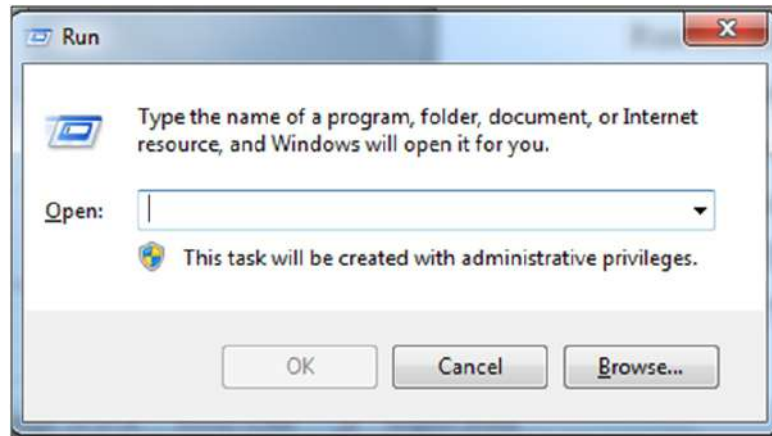 Run
Type the name of a program, folder, document, or Internet
resource, and Windows will open it for you.
Open:
This task will be created with administrative privileges.
OK
Cancel
Browse...